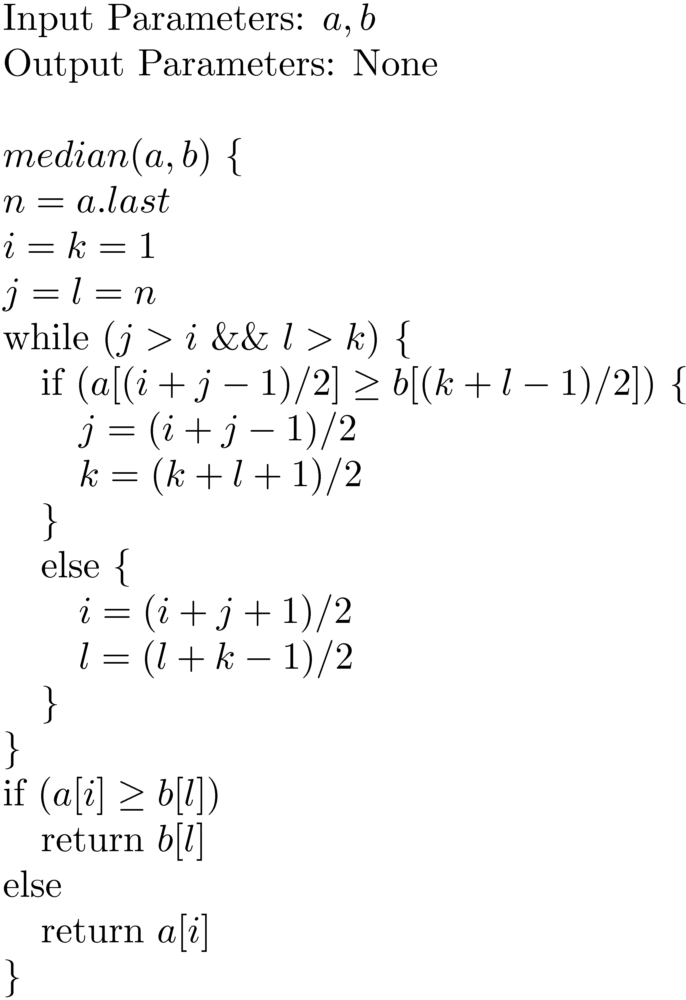 Input Parameters: a, b
Output Parameters: None
median(a, b) {
n = a.last
i = k = 1
j = l = n
while (j > i && l > k) {
if (a[(i + j − 1)/2] ≥ b[(k + l − 1)/2]) {
j = (i + j − 1)/2
k = (k + l + 1)/2
}
else {
i = (i + j + 1)/2
l = (l + k − 1)/2
}
}
if (a[i] ≥ b[l])
return b[l]
else
return a[i]
}